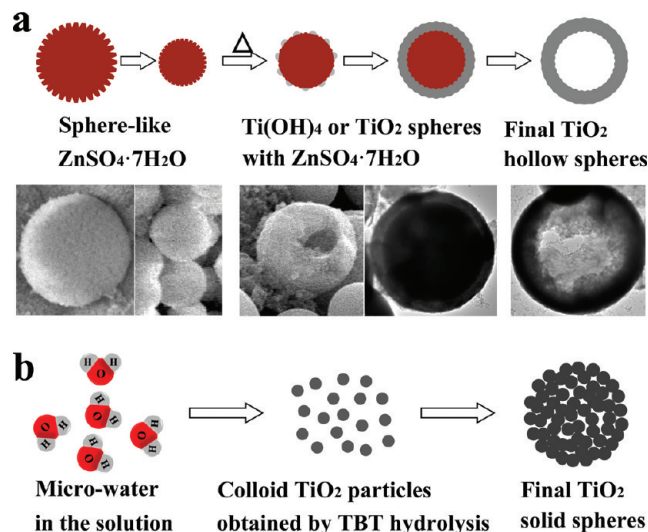 a
Δ
Sphere-like
ZnSO₄·7H₂O
Ti(OH)₄ or TiO₂ spheres
with ZnSO₄·7H₂O
Final TiO₂
hollow spheres
b
H H
O
H
O H
O
H H
H
O H
H
O H
Micro-water
in the solution
Colloid TiO₂ particles
obtained by TBT hydrolysis
Final TiO₂
solid spheres